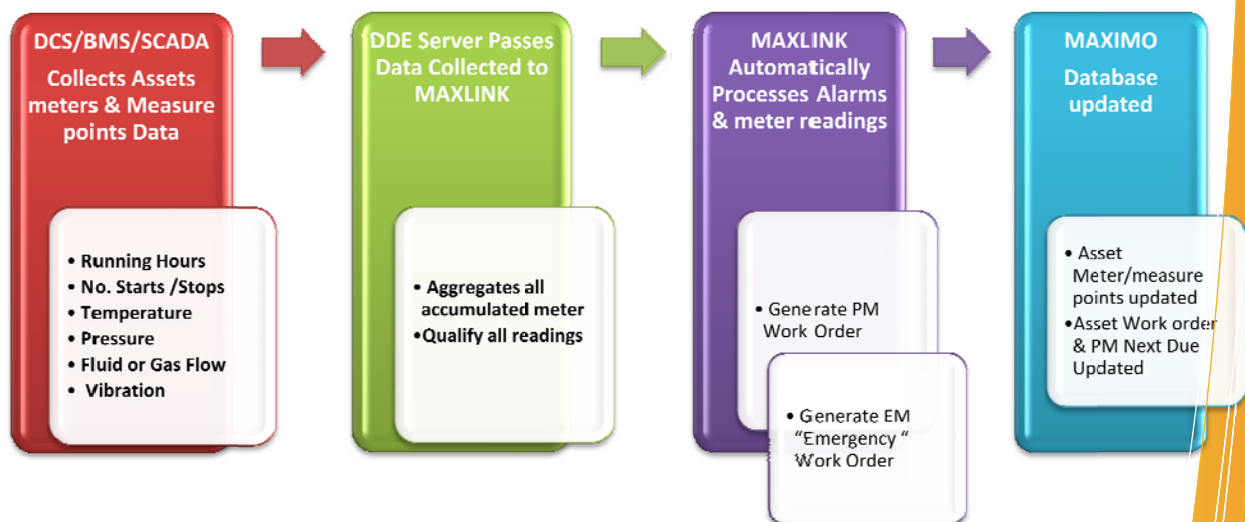 DCS/BMS/SCADA
Collects Assets
meters & Measure
points Data
• Running Hours
• No. Starts /Stops
• Temperature
• Pressure
• Fluid or Gas Flow
• Vibration
DDE Server Passes
Data Collected to
MAXLINK
• Aggregates all
accumulated meter
•Qualify all readings
MAXLINK
Automatically
Processes Alarms
& meter readings
• Generate PM
Work Order
• Generate EM
“Emergency “
Work Order
MAXIMO
Database
updated
• Asset
Meter/measure
points updated
•Asset Work order
& PM Next Due
Updated